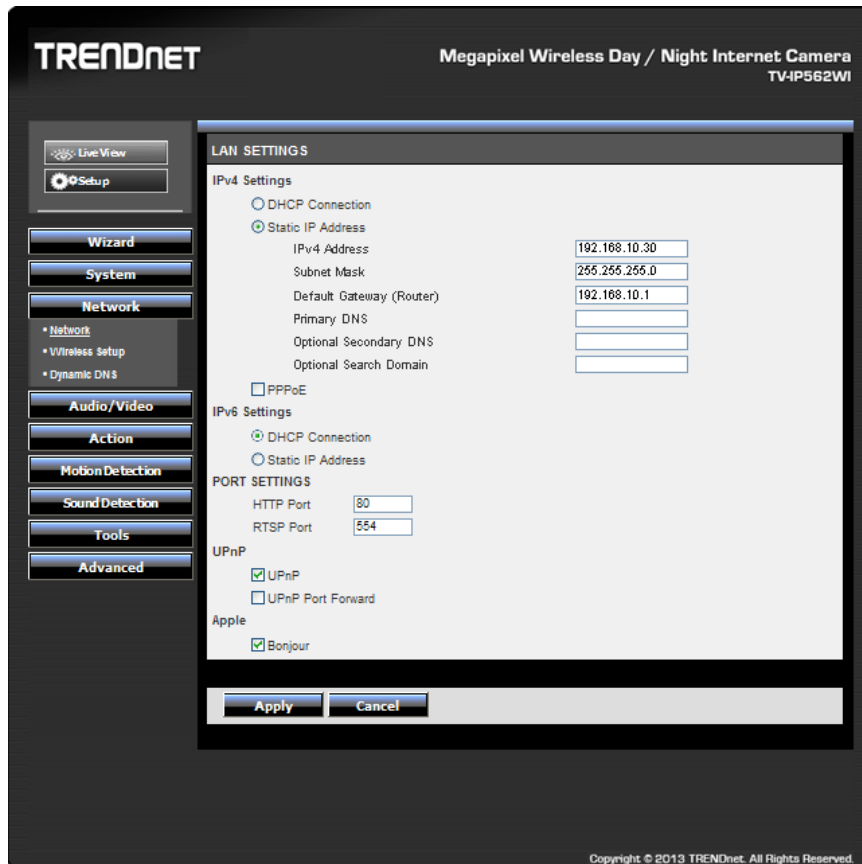 TRENDNET
Megapixel Wireless Day / Night Internet Camera
TV-IP562WI
Live View
Setup
Wizard
System
Network
• Network
• Wireless Setup
• Dynamic DNS
Audio/Video
Action
Motion Detection
Sound Detection
Tools
Advanced
LAN SETTINGS
IPv4 Settings
DHCP Connection
Static IP Address
IPv4 Address 192.168.10.30
Subnet Mask 255.255.255.0
Default Gateway (Router) 192.168.10.1
Primary DNS
Optional Secondary DNS
Optional Search Domain
PPPoE
IPv6 Settings
DHCP Connection
Static IP Address
PORT SETTINGS
HTTP Port 80
RTSP Port 554
UPnP
UPnP
UPnP Port Forward
Apple
Bonjour
Apply Cancel
Copyright © 2013 TRENDnet. All Rights Reserved.